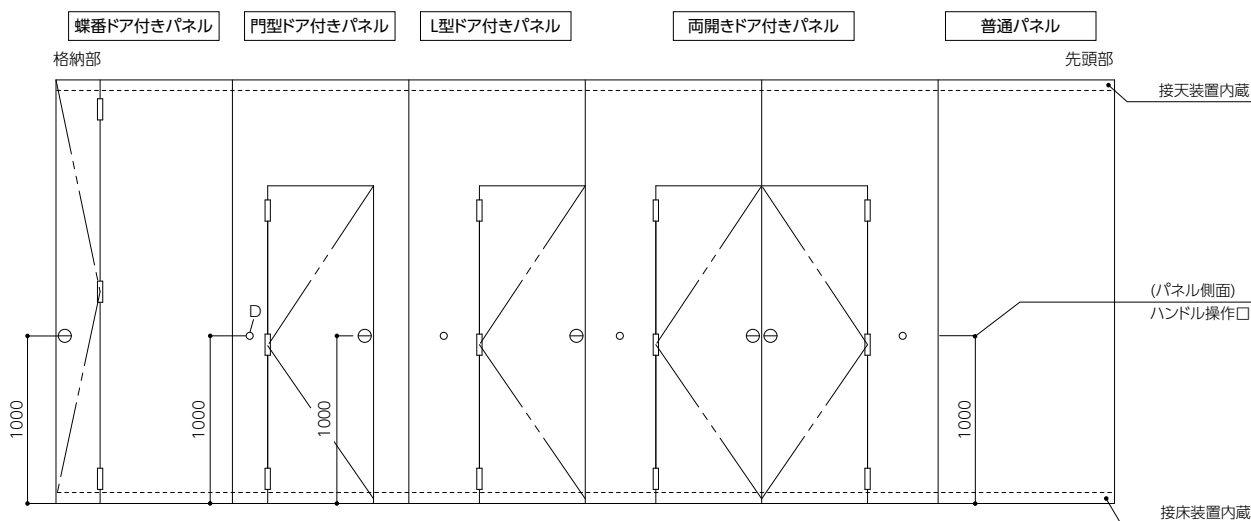 蝶番ドア付きパネル
門型ドア付きパネル
L型ドア付きパネル
両開きドア付きパネル
普通パネル
格納部
先頭部
接天装置内蔵
D
(パネル側面)
ハンドル操作口
1000
1000
1000
1000
接床装置内蔵